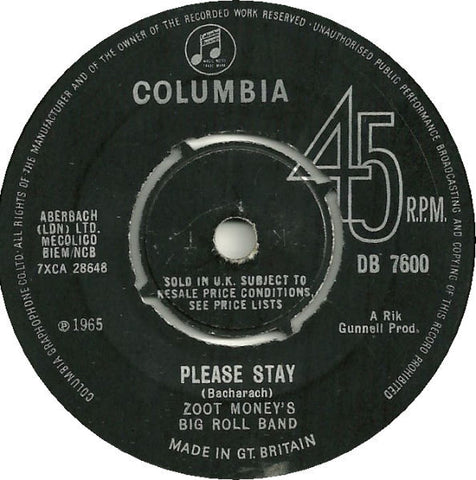 COLUMBIA GRAPHOPHONE CO.LTD. ALL RIGHTS OF THE MANUFACTURER AND OF THE OWNER OF THE RECORDED WORK RESERVED · UNAUTHORISED PUBLIC PERFORMANCE BROADCASTING AND COPYING OF THIS RECORD PROHIBITED
COLUMBIA
45
R.P.M.
ABERBACH
(LDN) LTD.
MECOLICO
BIEM/NCB
7XCA 28648
DB 7600
SOLD IN U.K. SUBJECT TO
RESALE PRICE CONDITIONS,
SEE PRICE LISTS
℗ 1965
A Rik
Gunnell Prod.
PLEASE STAY
(Bacharach)
ZOOT MONEY'S
BIG ROLL BAND
MADE IN GT. BRITAIN